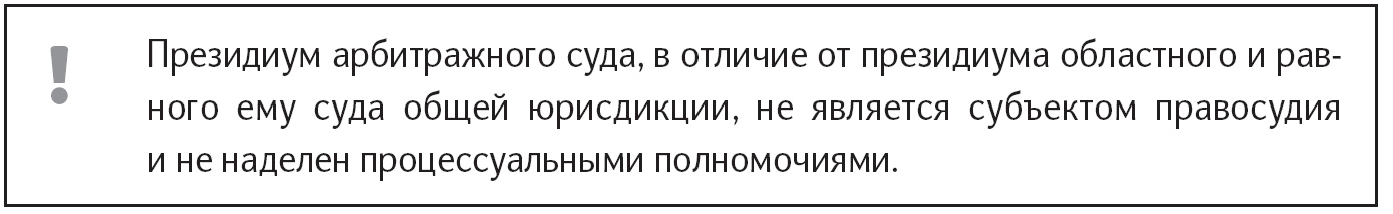 Президиум арбитражного суда, в отличие от президиума областного и рав-
ного ему суда общей юрисдикции, не является субъектом правосудия
и не наделен процессуальными полномочиями.